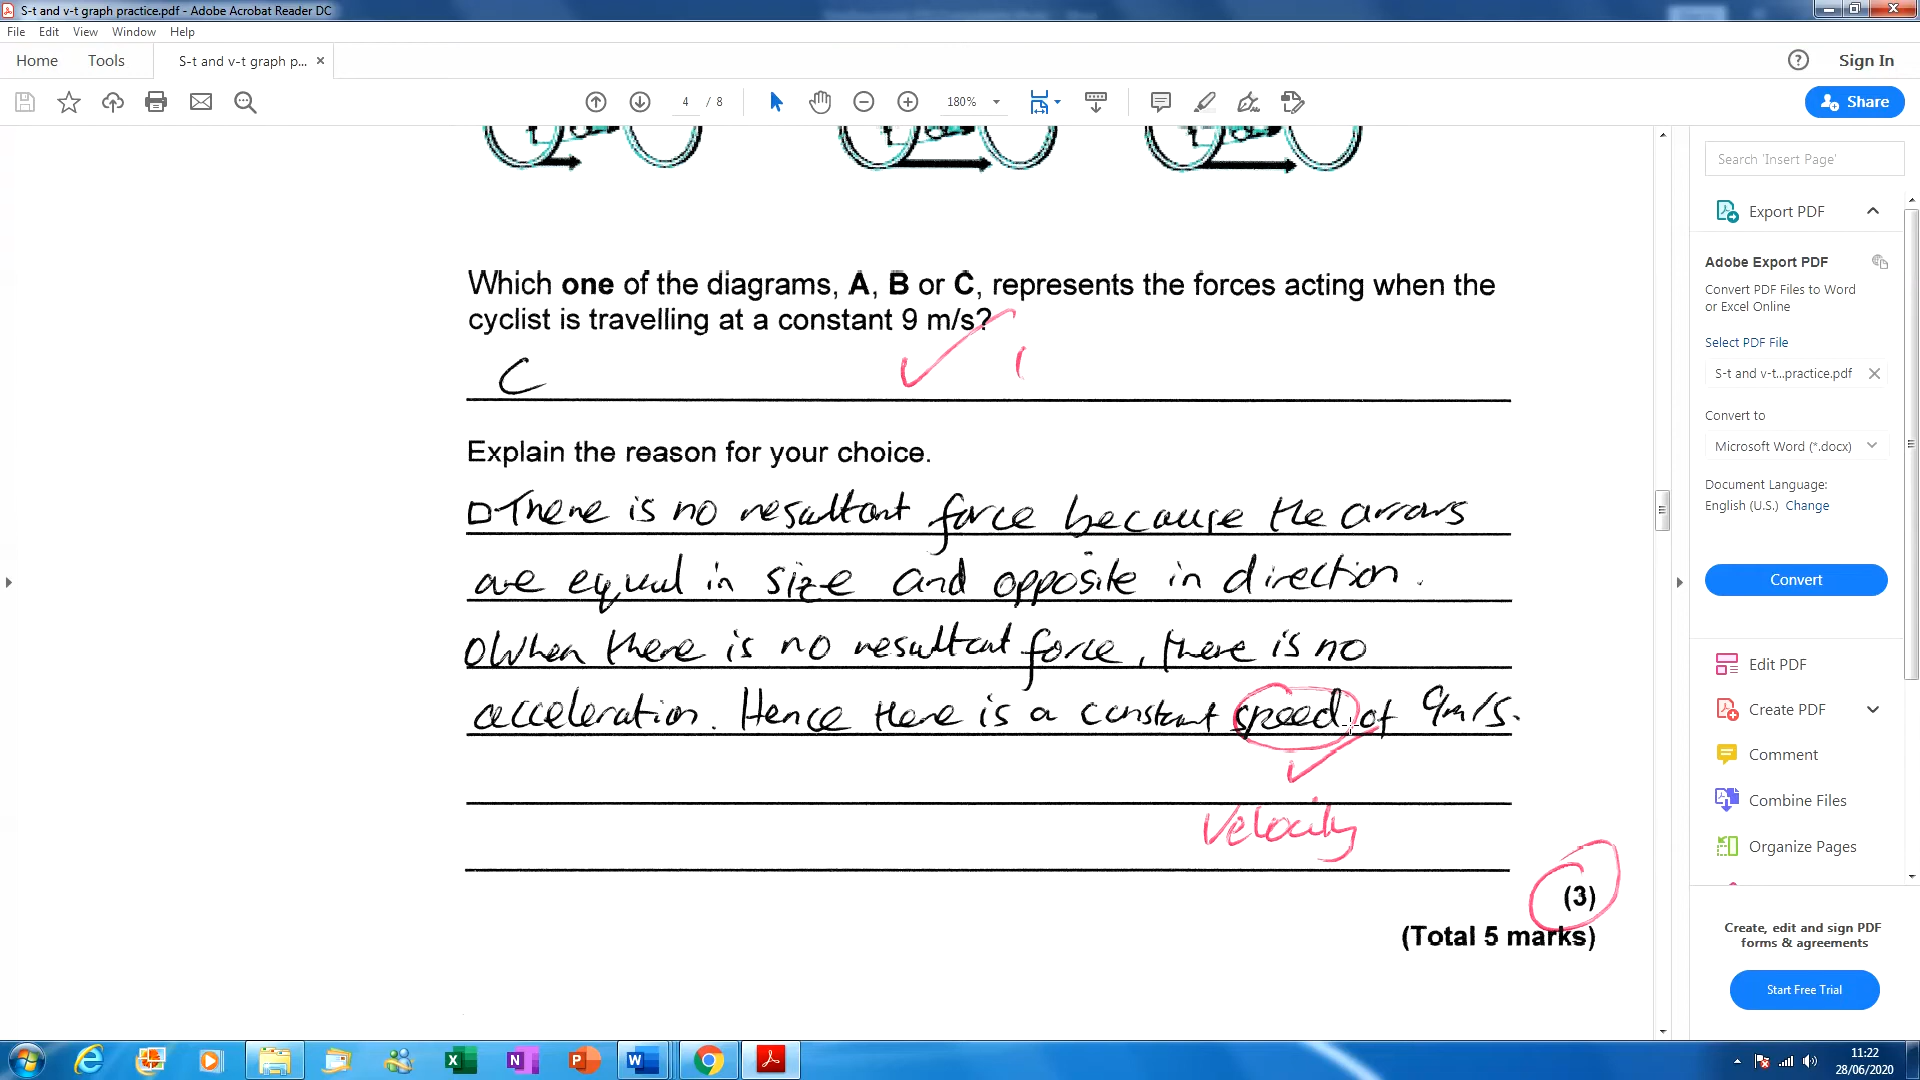 S-t and v-t graph practice.pdf - Adobe Acrobat Reader DC
File Edit View Window Help
Home Tools S-t and v-t graph p... × Sign In
4 / 8 180% Share
Search 'Insert Page'
Export PDF
Adobe Export PDF
Convert PDF Files to Word
or Excel Online
Select PDF File
S-t and v-t...practice.pdf
Convert to
Microsoft Word (*.docx)
Document Language:
English (U.S.) Change
Convert
Edit PDF
Create PDF
Comment
Combine Files
Organize Pages
Create, edit and sign PDF
forms & agreements
Start Free Trial
Which one of the diagrams, A, B or C, represents the forces acting when the
cyclist is travelling at a constant 9 m/s?
C
Explain the reason for your choice.
There is no resultant force because the arrows
are equal in size and opposite in direction.
When there is no resultant force, there is no
acceleration. Hence there is a constant speed of 9m/s.
Velocity
(3)
(Total 5 marks)
11:22
28/06/2020